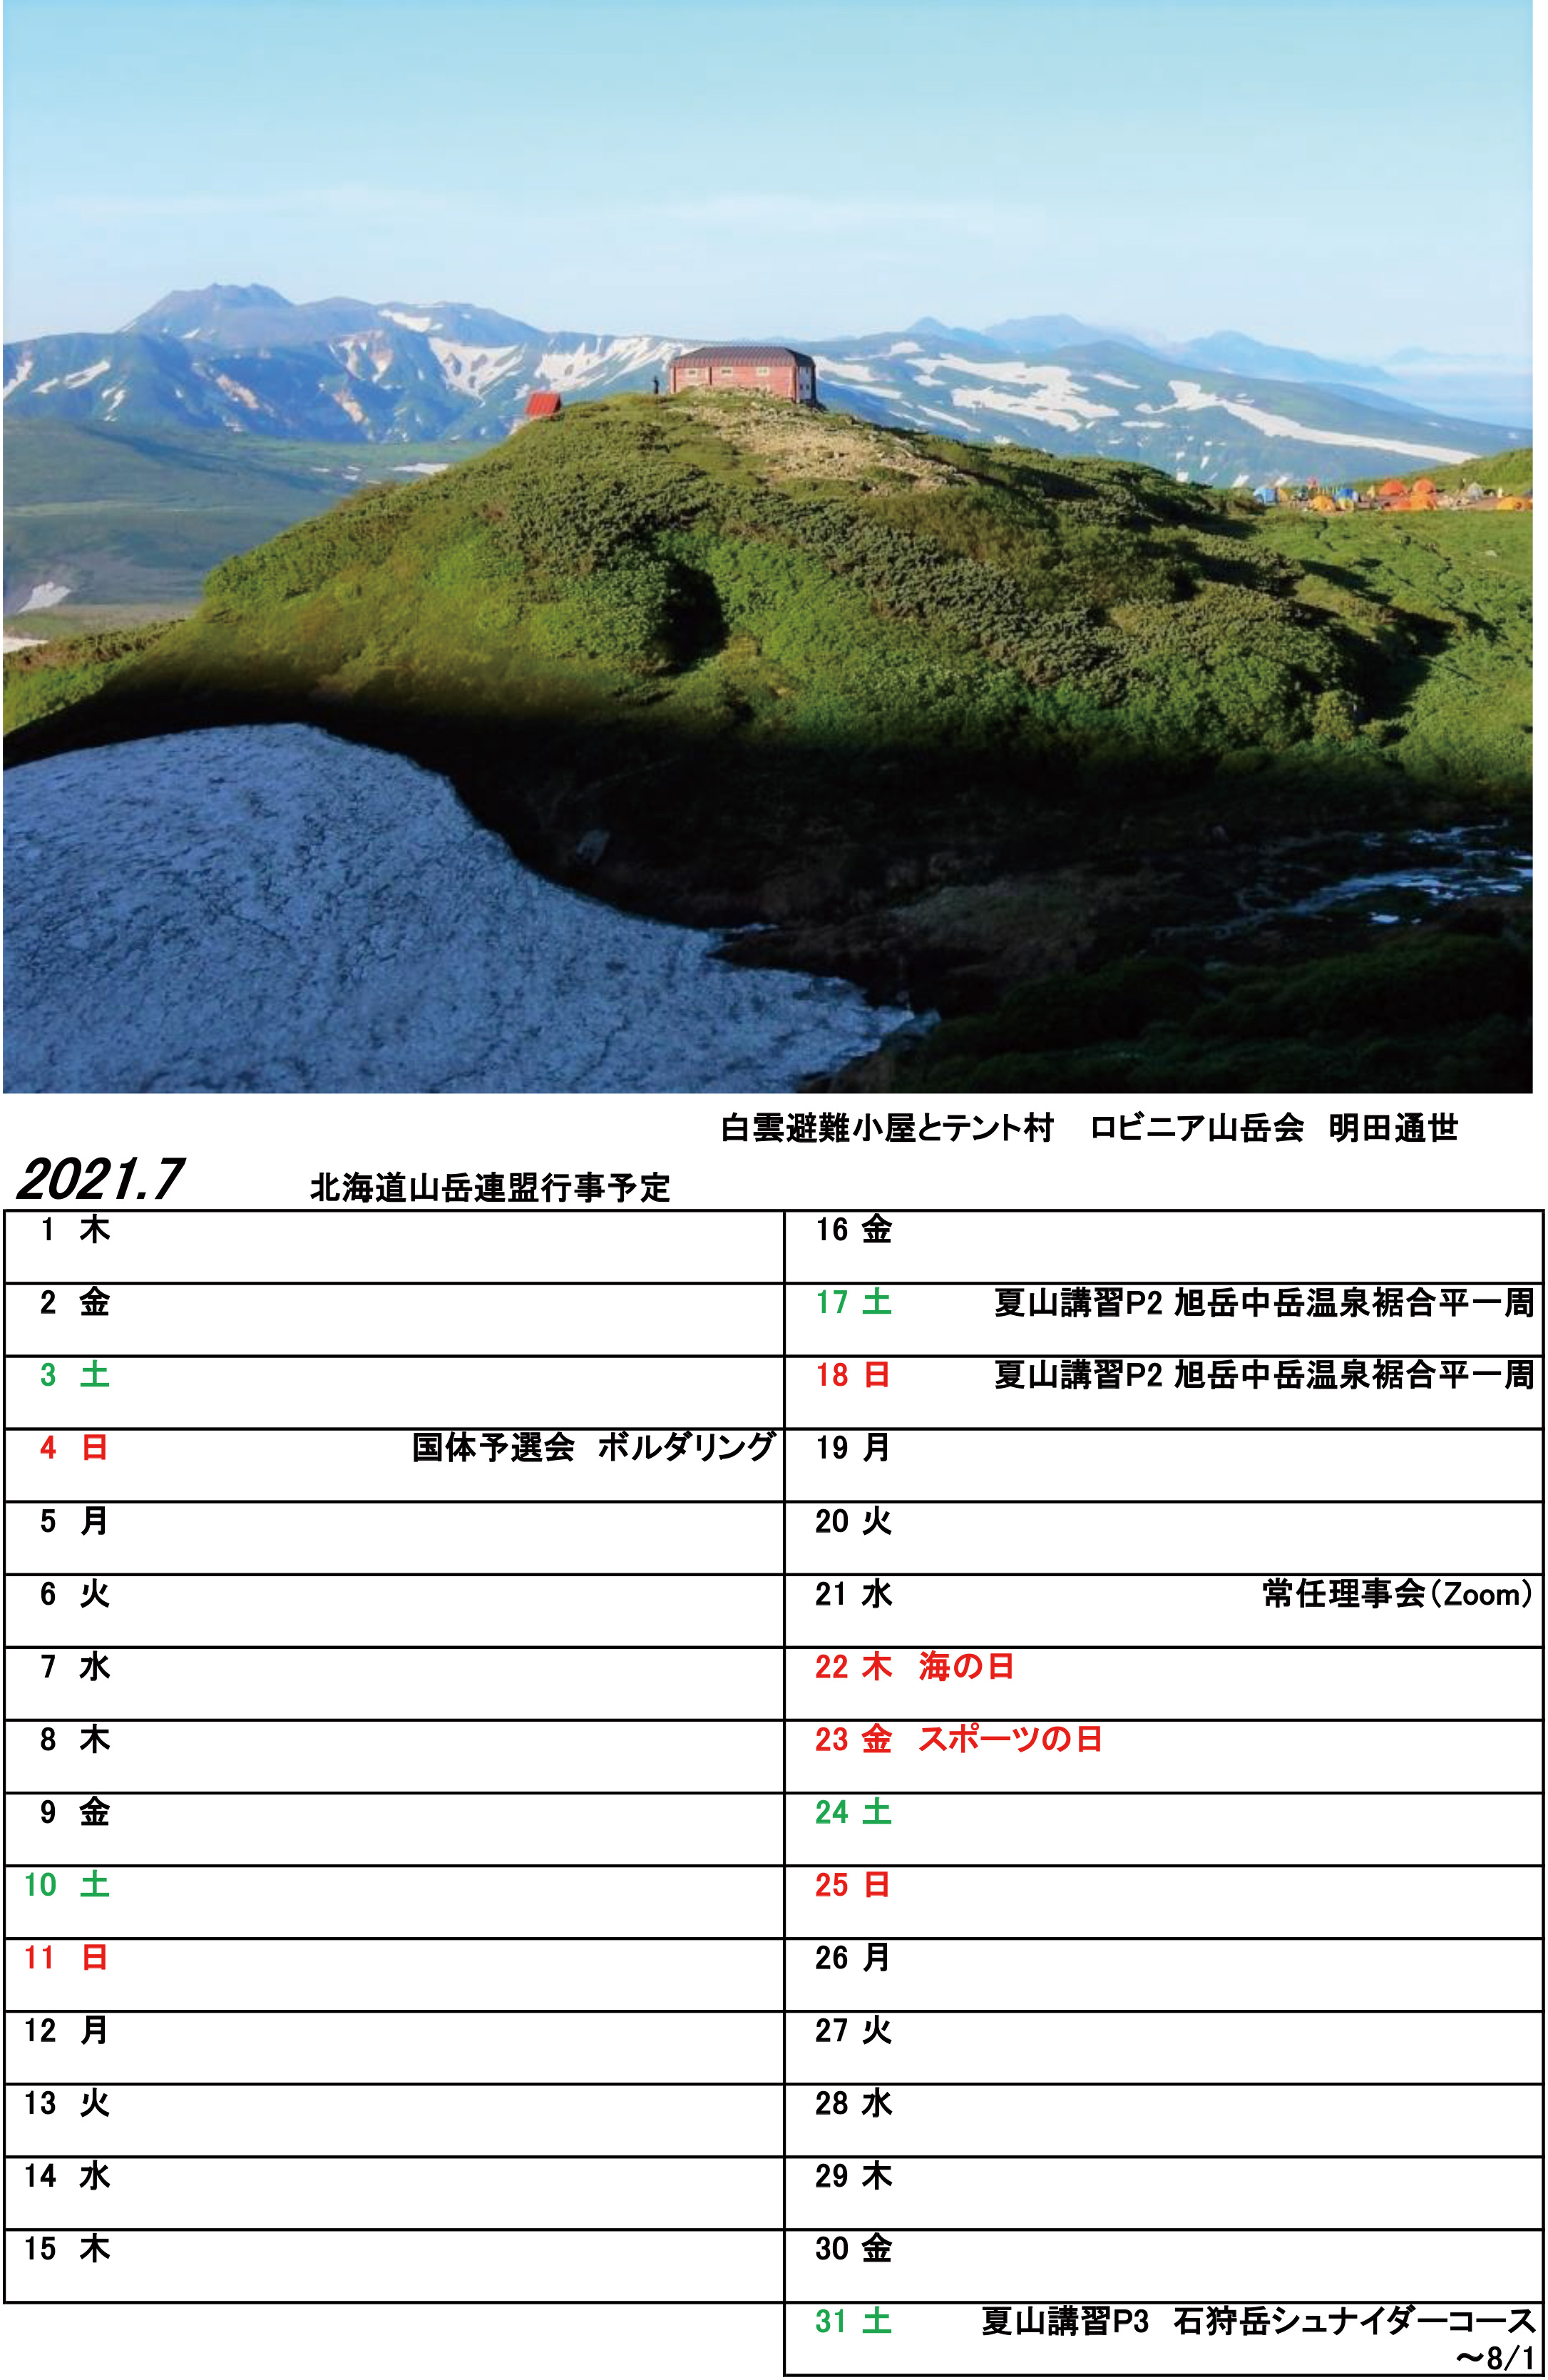 白雲避難小屋とテント村　ロビニア山岳会　明田通世
2021.7　北海道山岳連盟行事予定
1 木
2 金
3 土
4 日　国体予選会　ボルダリング
5 月
6 火
7 水
8 木
9 金
10 土
11 日
12 月
13 火
14 水
15 木
16 金
17 土　夏山講習P2 旭岳中岳温泉裾合平一周
18 日　夏山講習P2 旭岳中岳温泉裾合平一周
19 月
20 火
21 水　常任理事会（Zoom）
22 木　海の日
23 金　スポーツの日
24 土
25 日
26 月
27 火
28 水
29 木
30 金
31 土　夏山講習P3　石狩岳シュナイダーコース
～8/1